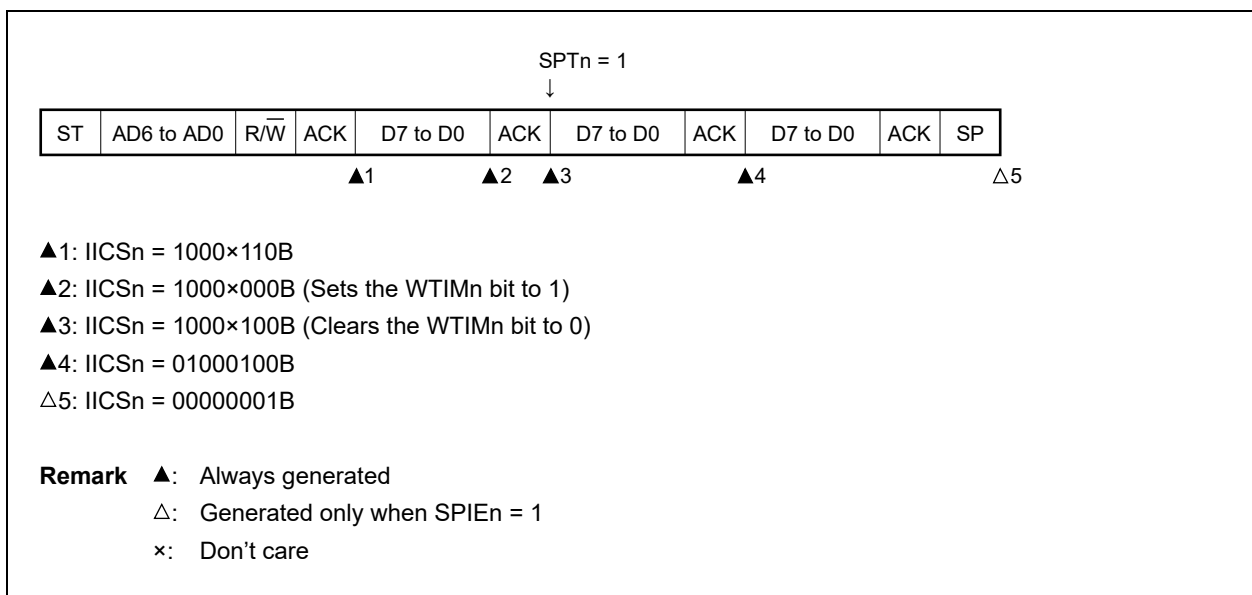 SPTn = 1
↓
ST AD6 to AD0 R/W̅ ACK D7 to D0 ACK D7 to D0 ACK D7 to D0 ACK SP
▲1 ▲2 ▲3 ▲4 △5
▲1: IICSn = 1000×110B
▲2: IICSn = 1000×000B (Sets the WTIMn bit to 1)
▲3: IICSn = 1000×100B (Clears the WTIMn bit to 0)
▲4: IICSn = 01000100B
△5: IICSn = 00000001B
Remark ▲: Always generated
△: Generated only when SPIEn = 1
×: Don’t care